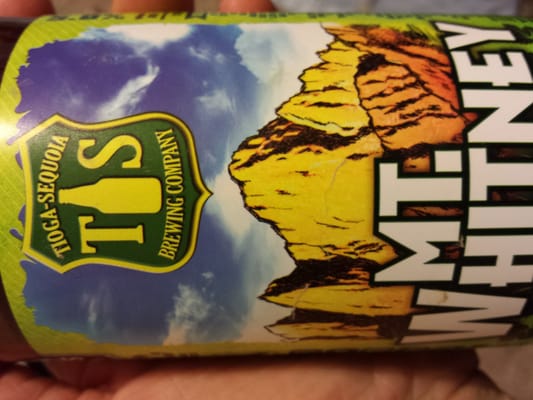 TIOGA-SEQUOIA
T S
BREWING COMPANY
MT.
WHITNEY